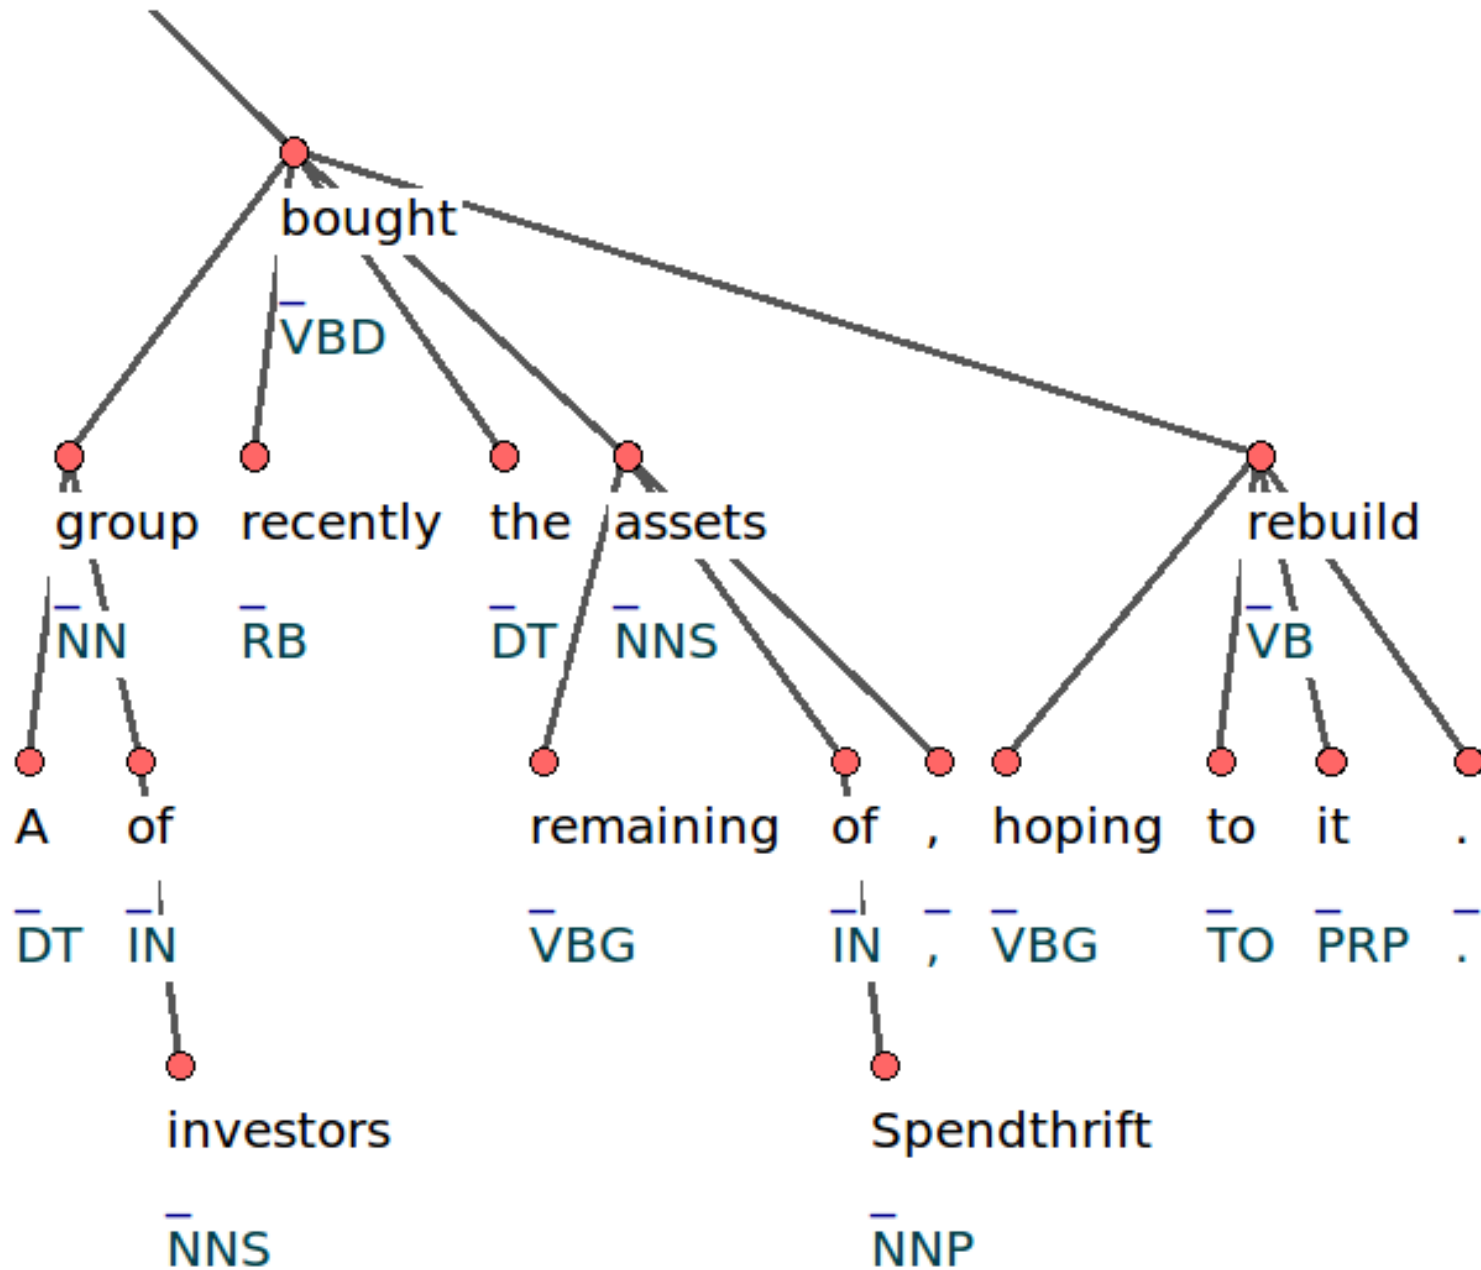 bought
_
VBD
group recently the assets rebuild
_ _ _ _ _
NN RB DT NNS VB
A of remaining of , hoping to it .
_ _ _ _ _ _ _ _ _
DT IN VBG IN , VBG TO PRP .
investors Spendthrift
_ _
NNS NNP